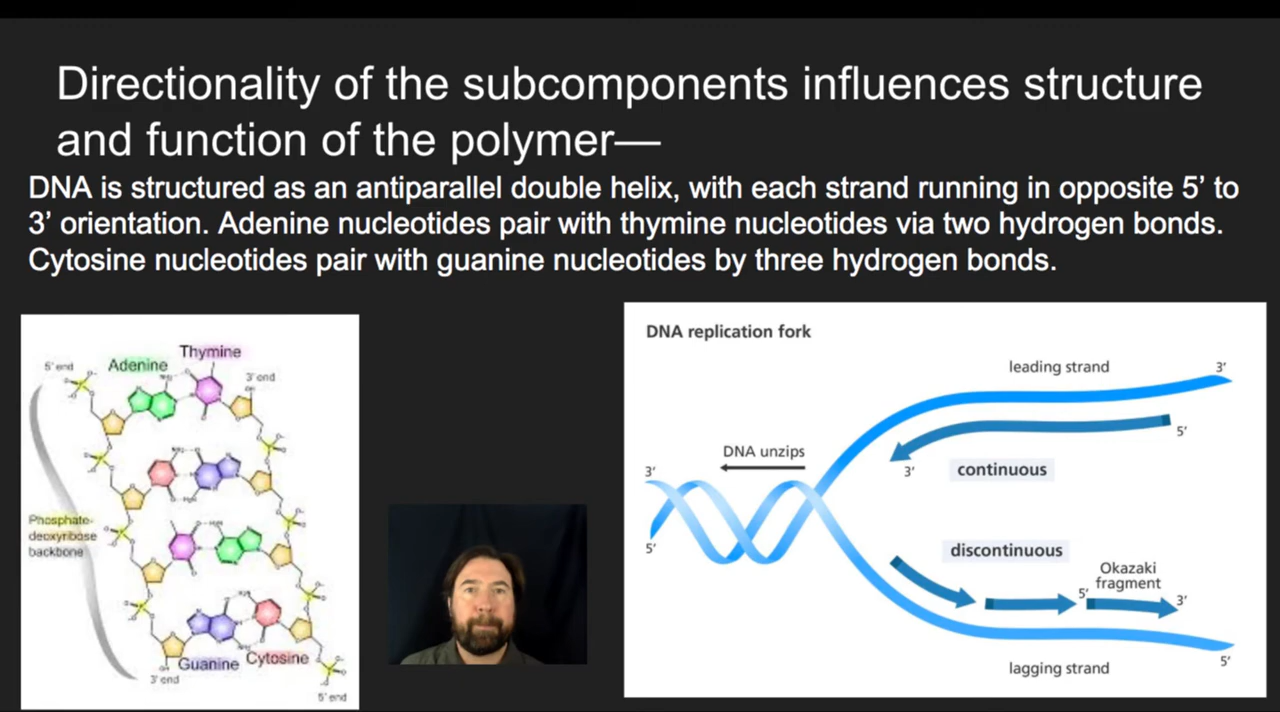 Directionality of the subcomponents influences structure
and function of the polymer—
DNA is structured as an antiparallel double helix, with each strand running in opposite 5’ to
3’ orientation. Adenine nucleotides pair with thymine nucleotides via two hydrogen bonds.
Cytosine nucleotides pair with guanine nucleotides by three hydrogen bonds.
Thymine
5' end
Adenine
3' end
Phosphate-
deoxyribose
backbone
Guanine
Cytosine
3' end
5' end
DNA replication fork
leading strand
3'
5'
DNA unzips
3'
3'
continuous
5'
discontinuous
Okazaki
fragment
5'
3'
5'
lagging strand